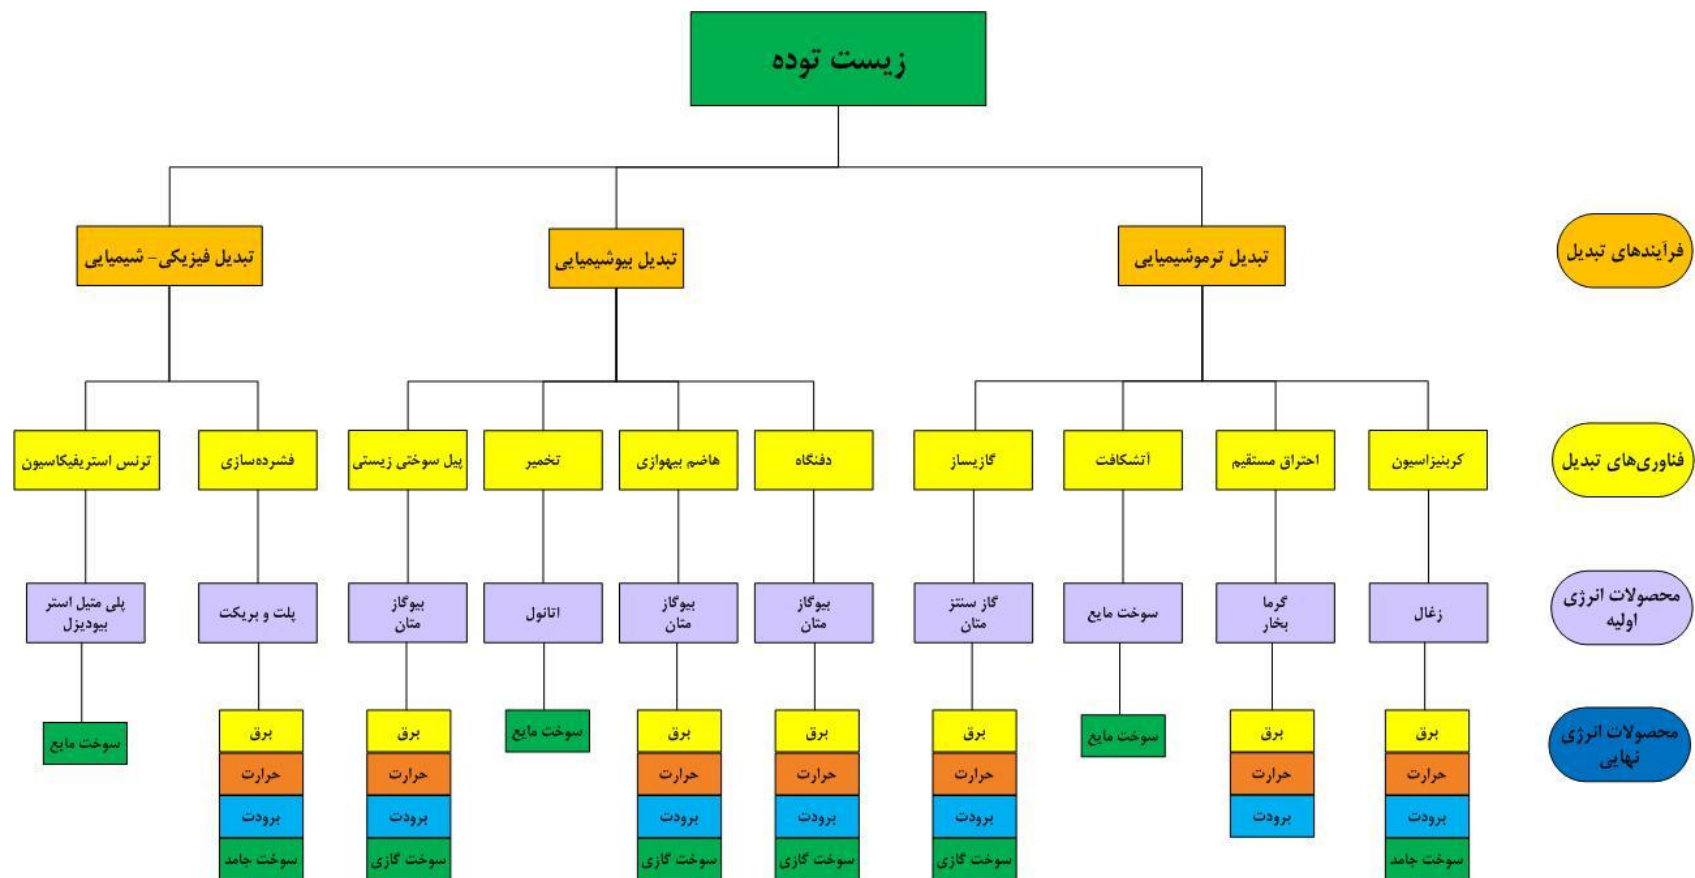 زیست توده
فرآیندهای تبدیل
تبدیل ترموشیمیایی
تبدیل بیوشیمیایی
تبدیل فیزیکی- شیمیایی
فناوری‌های تبدیل
کربنیزاسیون
احتراق مستقیم
آتشکافت
گازیساز
دفنگاه
هاضم بیهوازی
تخمیر
پیل سوختی زیستی
فشرده‌سازی
ترنس استریفیکاسیون
محصولات انرژی
اولیه
زغال
گرما
بخار
سوخت مایع
گاز سنتز
متان
بیوگاز
متان
بیوگاز
متان
اتانول
بیوگاز
متان
پلت و بریکت
پلی متیل استر
بیودیزل
محصولات انرژی
نهایی
برق
حرارت
برودت
سوخت جامد
برق
حرارت
برودت
سوخت مایع
برق
حرارت
برودت
سوخت گازی
برق
حرارت
برودت
سوخت گازی
برق
حرارت
برودت
سوخت گازی
سوخت مایع
برق
حرارت
برودت
سوخت گازی
برق
حرارت
برودت
سوخت جامد
سوخت مایع